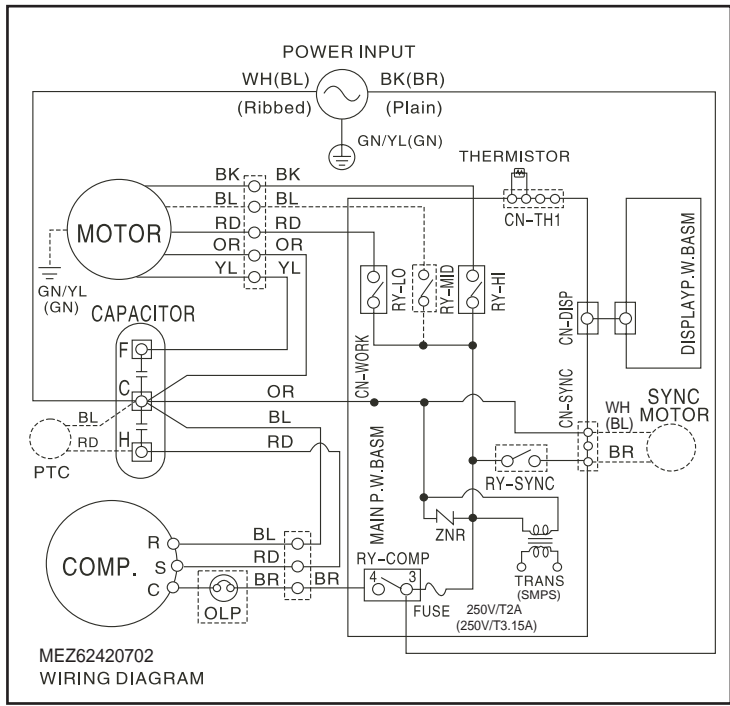 POWER INPUT
WH(BL)
BK(BR)
(Ribbed)
(Plain)
GN/YL(GN)
THERMISTOR
BK
BK
BL
BL
CN-TH1
RD
RD
MOTOR
OR
OR
YL
YL
GN/YL
(GN)
RY-LO
RY-MID
RY-HI
CN-DISP
DISPLAYP.W.BASM
CAPACITOR
F
CN-WORK
C
OR
CN-SYNC
WH
(BL)
SYNC
MOTOR
BL
BL
RD
H
RD
BR
PTC
MAIN P.W.BASM
RY-SYNC
ZNR
R
BL
COMP.
S
RD
RY-COMP
C
BR
BR
4
3
TRANS
(SMPS)
OLP
FUSE
250V/T2A
(250V/T3.15A)
MEZ62420702
WIRING DIAGRAM